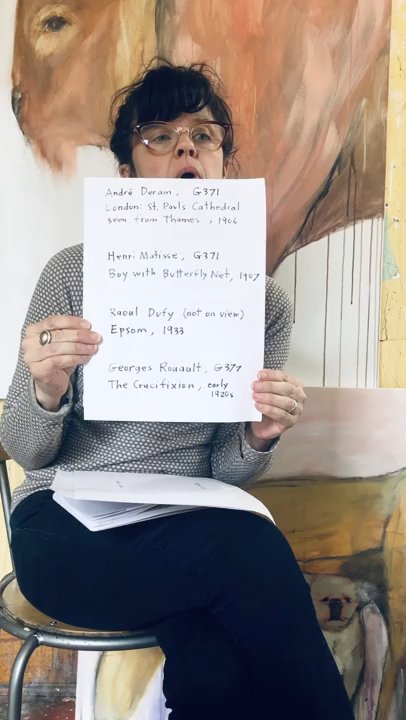 André Derain, G371
London: St. Paul's Cathedral
seen from Thames, 1906
Henri Matisse, G371
Boy with Butterfly Net, 1907
Raoul Dufy (not on view)
Epsom, 1933
Georges Rouault, G371
The Crucifixion, early
1920s